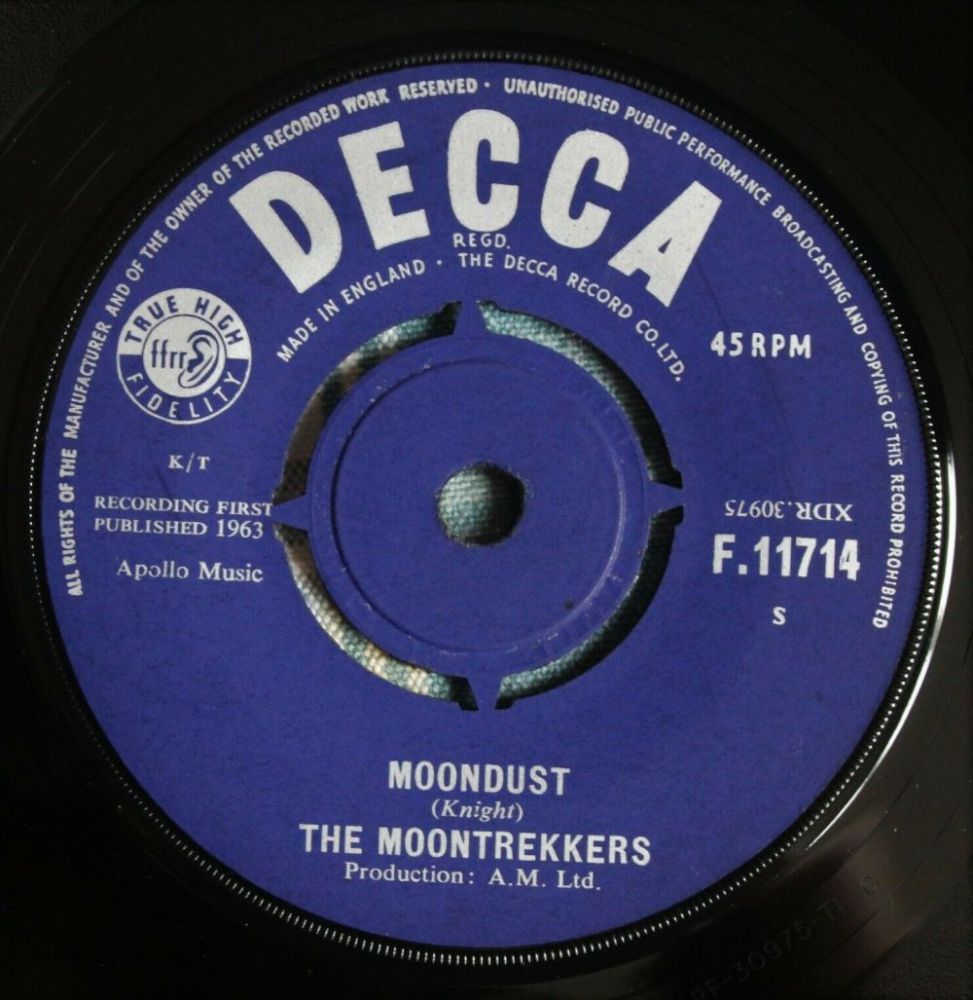 ALL RIGHTS OF THE MANUFACTURER AND OF THE OWNER OF THE RECORDED WORK RESERVED · UNAUTHORISED PUBLIC PERFORMANCE BROADCASTING AND COPYING OF THIS RECORD PROHIBITED
DECCA
REGD.
MADE IN ENGLAND · THE DECCA RECORD CO. LTD.
TRUE HIGH
ffrr
FIDELITY
45 RPM
K/T
RECORDING FIRST
PUBLISHED 1963
Apollo Music
XDR.30975
F.11714
S
MOONDUST
(Knight)
THE MOONTREKKERS
Production: A.M. Ltd.